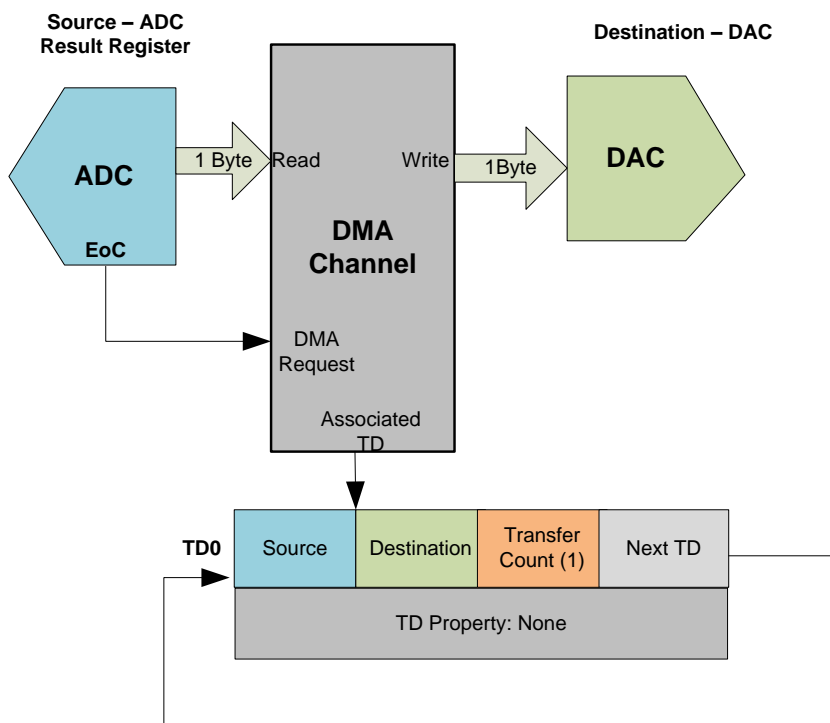 Source – ADC
Result Register
Destination – DAC
ADC
1 Byte
Read
Write
1Byte
DAC
DMA
Channel
EoC
DMA
Request
Associated
TD
TD0
Source
Destination
Transfer
Count (1)
Next TD
TD Property: None